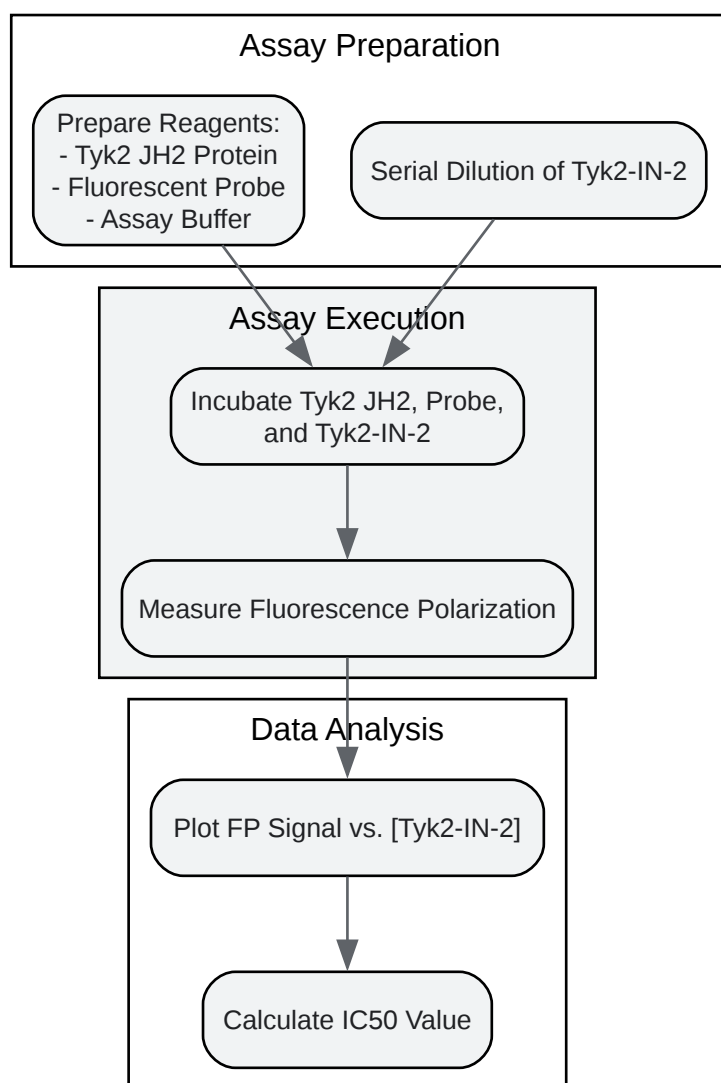 Assay Preparation
Prepare Reagents:
- Tyk2 JH2 Protein
- Fluorescent Probe
- Assay Buffer
Serial Dilution of Tyk2-IN-2
Assay Execution
Incubate Tyk2 JH2, Probe,
and Tyk2-IN-2
Measure Fluorescence Polarization
Data Analysis
Plot FP Signal vs. [Tyk2-IN-2]
Calculate IC50 Value